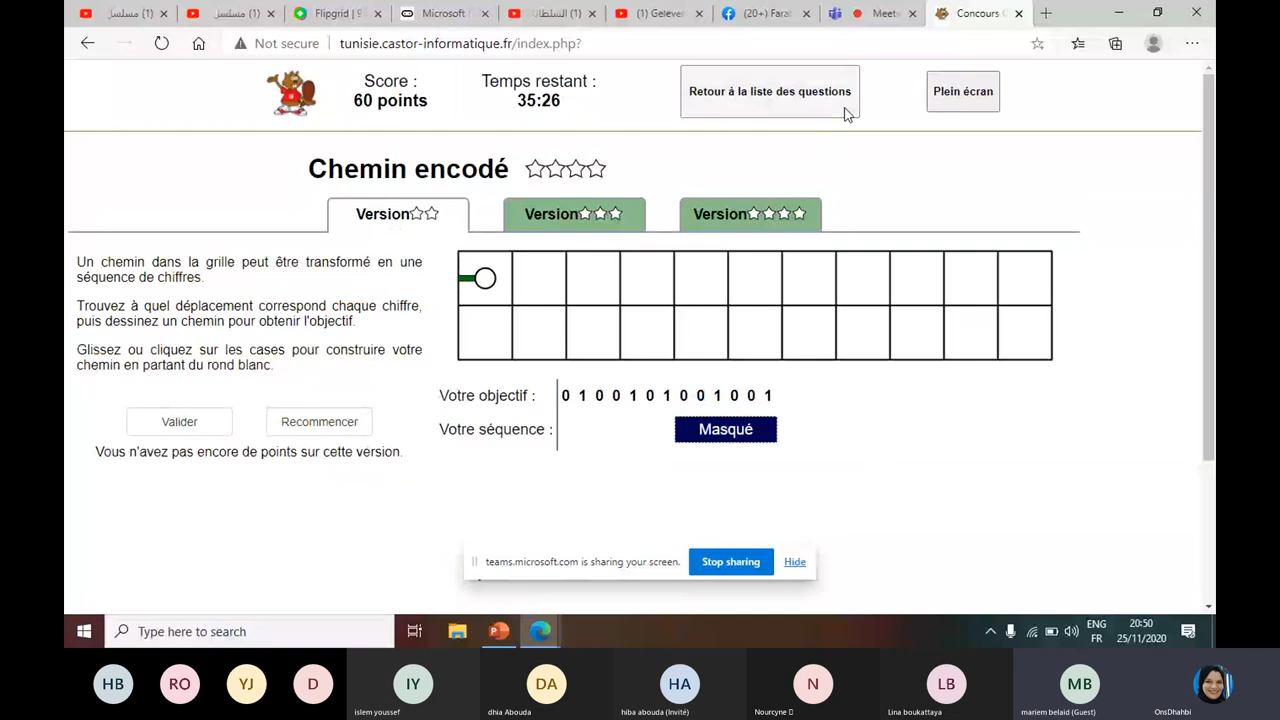 مسلسل (1)
مسلسل (1)
Flipgrid | 9
Microsoft F
السلطان (1)
(1) Gelever
(20+) Farah
Meeti
Concours C
Not secure
tunisie.castor-informatique.fr/index.php?
Score :
60 points
Temps restant :
35:26
Retour à la liste des questions
Plein écran
Chemin encodé
Version
Version
Version
Un chemin dans la grille peut être transformé en une
séquence de chiffres.
Trouvez à quel déplacement correspond chaque chiffre,
puis dessinez un chemin pour obtenir l'objectif.
Glissez ou cliquez sur les cases pour construire votre
chemin en partant du rond blanc.
Votre objectif : 0 1 0 0 1 0 1 0 0 1 0 0 1
Votre séquence : Masqué
Valider
Recommencer
Vous n'avez pas encore de points sur cette version.
teams.microsoft.com is sharing your screen.
Stop sharing
Hide
Type here to search
ENG
FR
20:50
25/11/2020
HB
RO
YJ
D
IY
DA
HA
N
LB
MB
islem youssef
dhia Abouda
hiba abouda (Invité)
Nourcyne
Lina boukattaya
mariem belaid (Guest)
OnsDhahbi